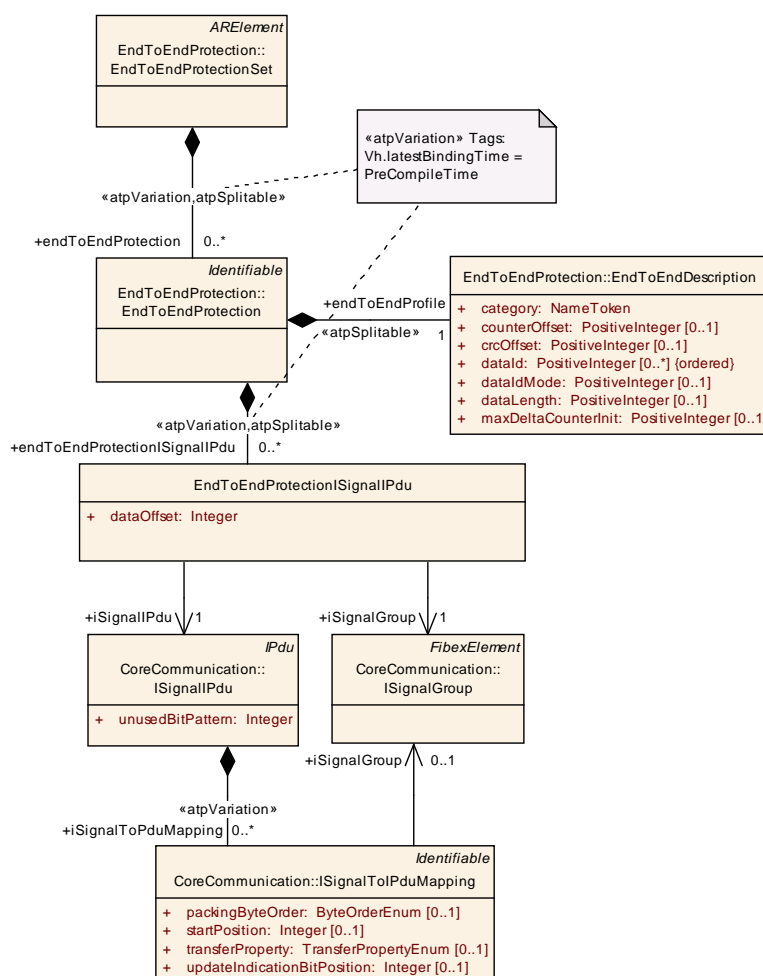 ARElement
EndToEndProtection::
EndToEndProtectionSet
«atpVariation» Tags:
Vh.latestBindingTime =
PreCompileTime
«atpVariation,atpSplitable»
+endToEndProtection 0..*
Identifiable
EndToEndProtection::
EndToEndProtection
+endToEndProfile
«atpSplitable» 1
EndToEndProtection::EndToEndDescription
+ category: NameToken
+ counterOffset: PositiveInteger [0..1]
+ crcOffset: PositiveInteger [0..1]
+ dataId: PositiveInteger [0..*] {ordered}
+ dataIdMode: PositiveInteger [0..1]
+ dataLength: PositiveInteger [0..1]
+ maxDeltaCounterInit: PositiveInteger [0..1
«atpVariation,atpSplitable»
+endToEndProtectionISignalIPdu 0..*
EndToEndProtectionISignalIPdu
+ dataOffset: Integer
+iSignalIPdu 1
+iSignalGroup 1
IPdu
CoreCommunication::
ISignalIPdu
+ unusedBitPattern: Integer
FibexElement
CoreCommunication::
ISignalGroup
+iSignalGroup 0..1
«atpVariation»
+iSignalToPduMapping 0..*
Identifiable
CoreCommunication::ISignalToIPduMapping
+ packingByteOrder: ByteOrderEnum [0..1]
+ startPosition: Integer [0..1]
+ transferProperty: TransferPropertyEnum [0..1]
+ updateIndicationBitPosition: Integer [0..1]